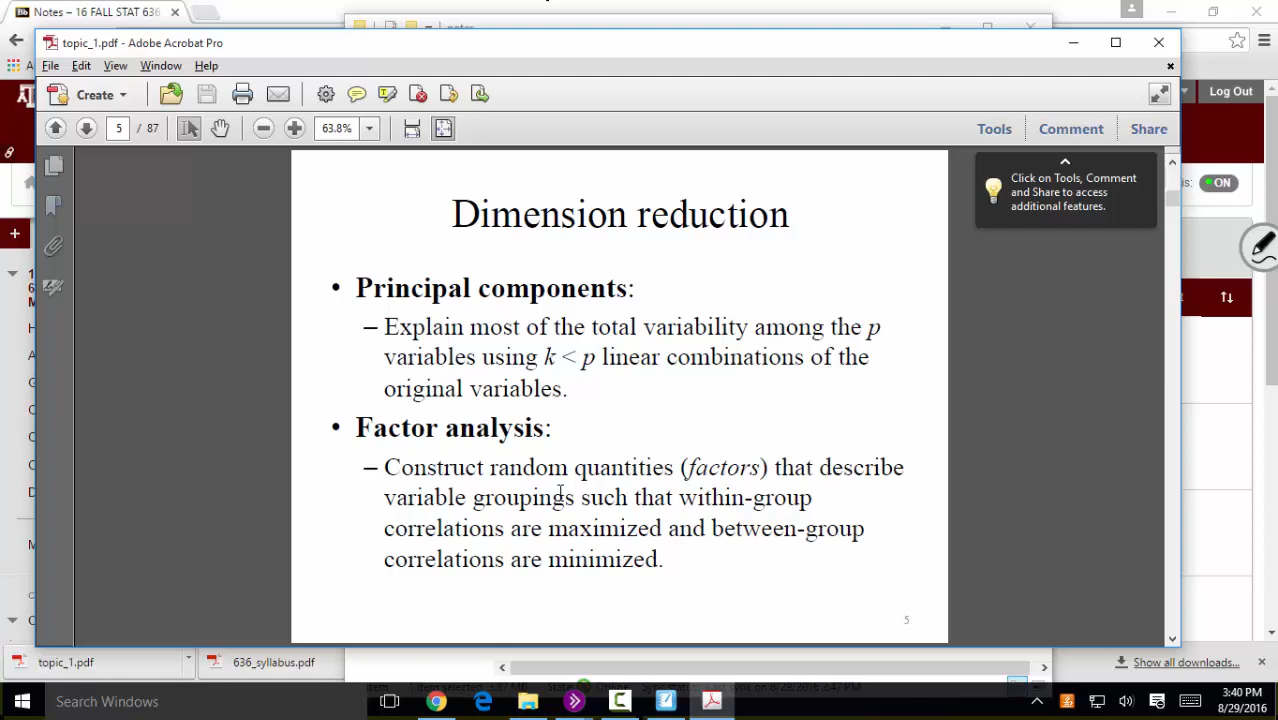 Notes – 16 FALL STAT 636
topic_1.pdf - Adobe Acrobat Pro
File Edit View Window Help
Create
Log Out
5 / 87 63.8% Tools Comment Share
Click on Tools, Comment
and Share to access
additional features.
is: ON
Dimension reduction
• Principal components:
– Explain most of the total variability among the p
variables using k < p linear combinations of the
original variables.
• Factor analysis:
– Construct random quantities (factors) that describe
variable groupings such that within-group
correlations are maximized and between-group
correlations are minimized.
5
topic_1.pdf 636_syllabus.pdf Show all downloads...
Search Windows
3:40 PM
8/29/2016